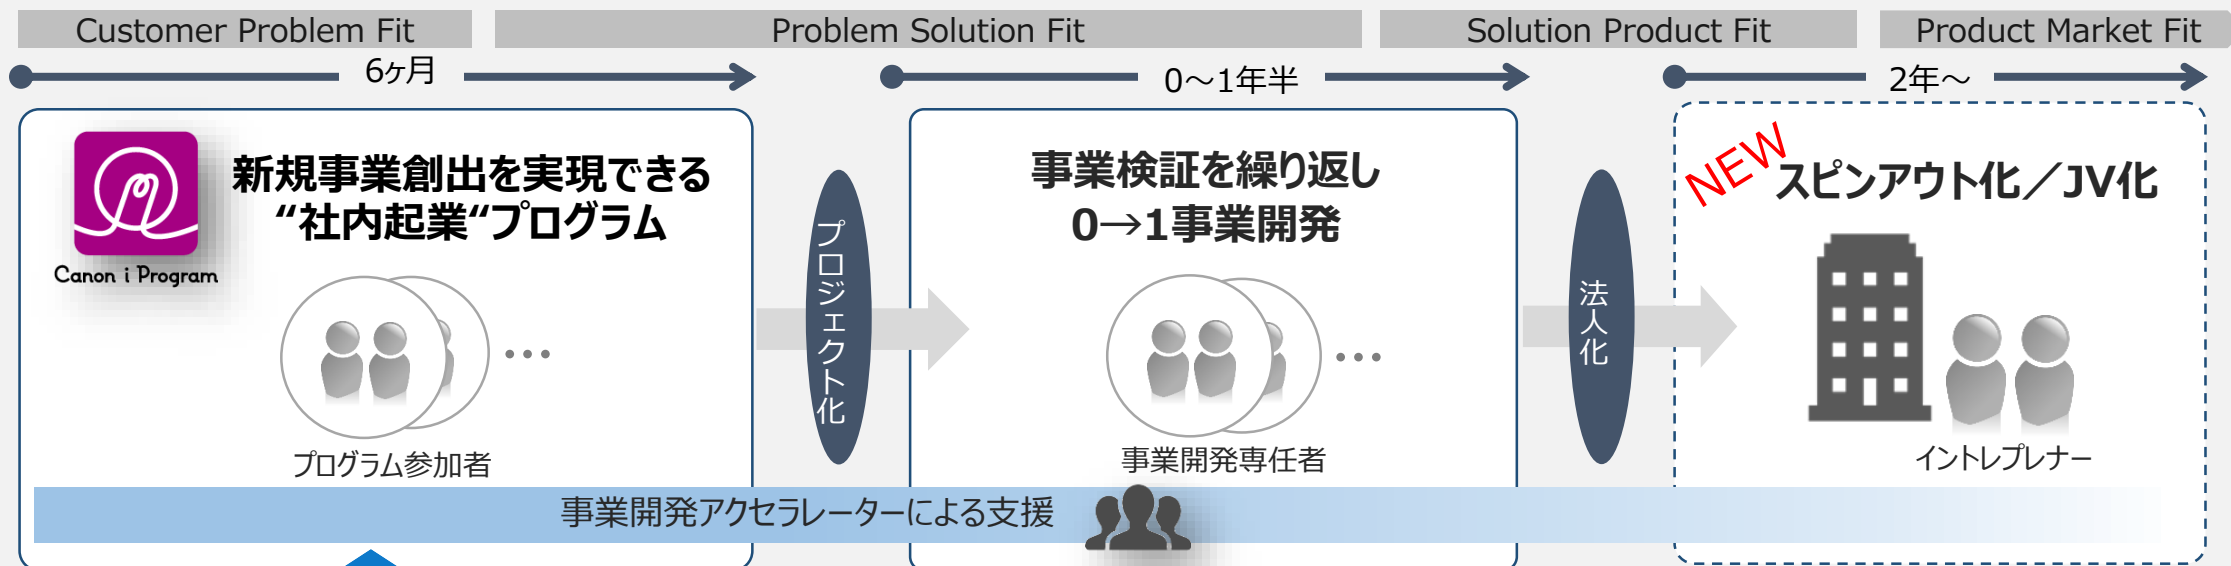 Customer Problem Fit
Problem Solution Fit
Solution Product Fit
Product Market Fit
6ヶ月
0～1年半
2年～
新規事業創出を実現できる
“社内起業“プログラム
Canon i Program
プログラム参加者
プロジェクト化
事業検証を繰り返し
0→1事業開発
事業開発専任者
法人化
NEW
スピンアウト化／JV化
イントレプレナー
事業開発アクセラレーターによる支援